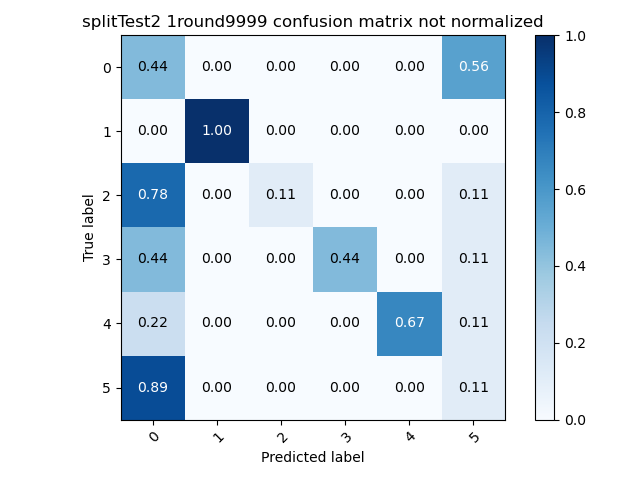 splitTest2 1round9999 confusion matrix not normalized
0 0.44 0.00 0.00 0.00 0.00 0.56
1 0.00 1.00 0.00 0.00 0.00 0.00
2 0.78 0.00 0.11 0.00 0.00 0.11
3 0.44 0.00 0.00 0.44 0.00 0.11
4 0.22 0.00 0.00 0.00 0.67 0.11
5 0.89 0.00 0.00 0.00 0.00 0.11
0 1 2 3 4 5
True label
Predicted label
1.0
0.8
0.6
0.4
0.2
0.0